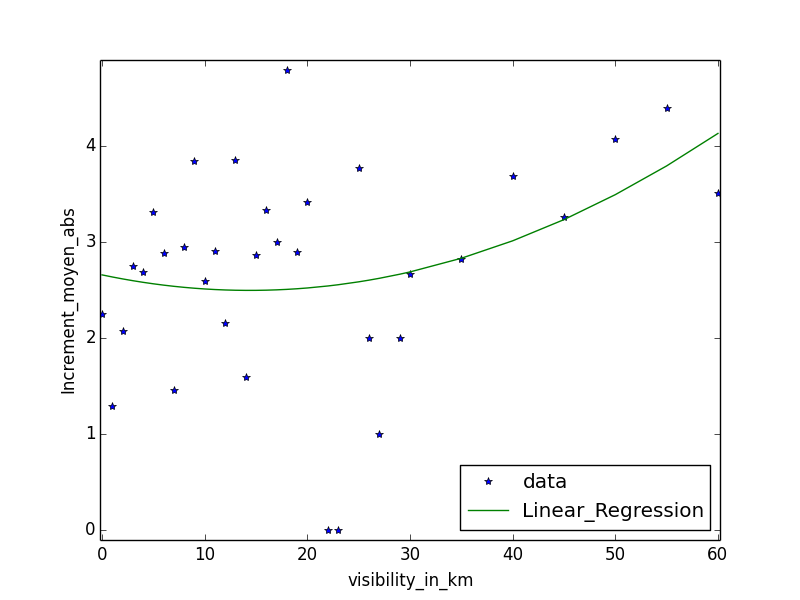 4
3
2
1
0
Increment_moyen_abs
data
Linear_Regression
0 10 20 30 40 50 60
visibility_in_km